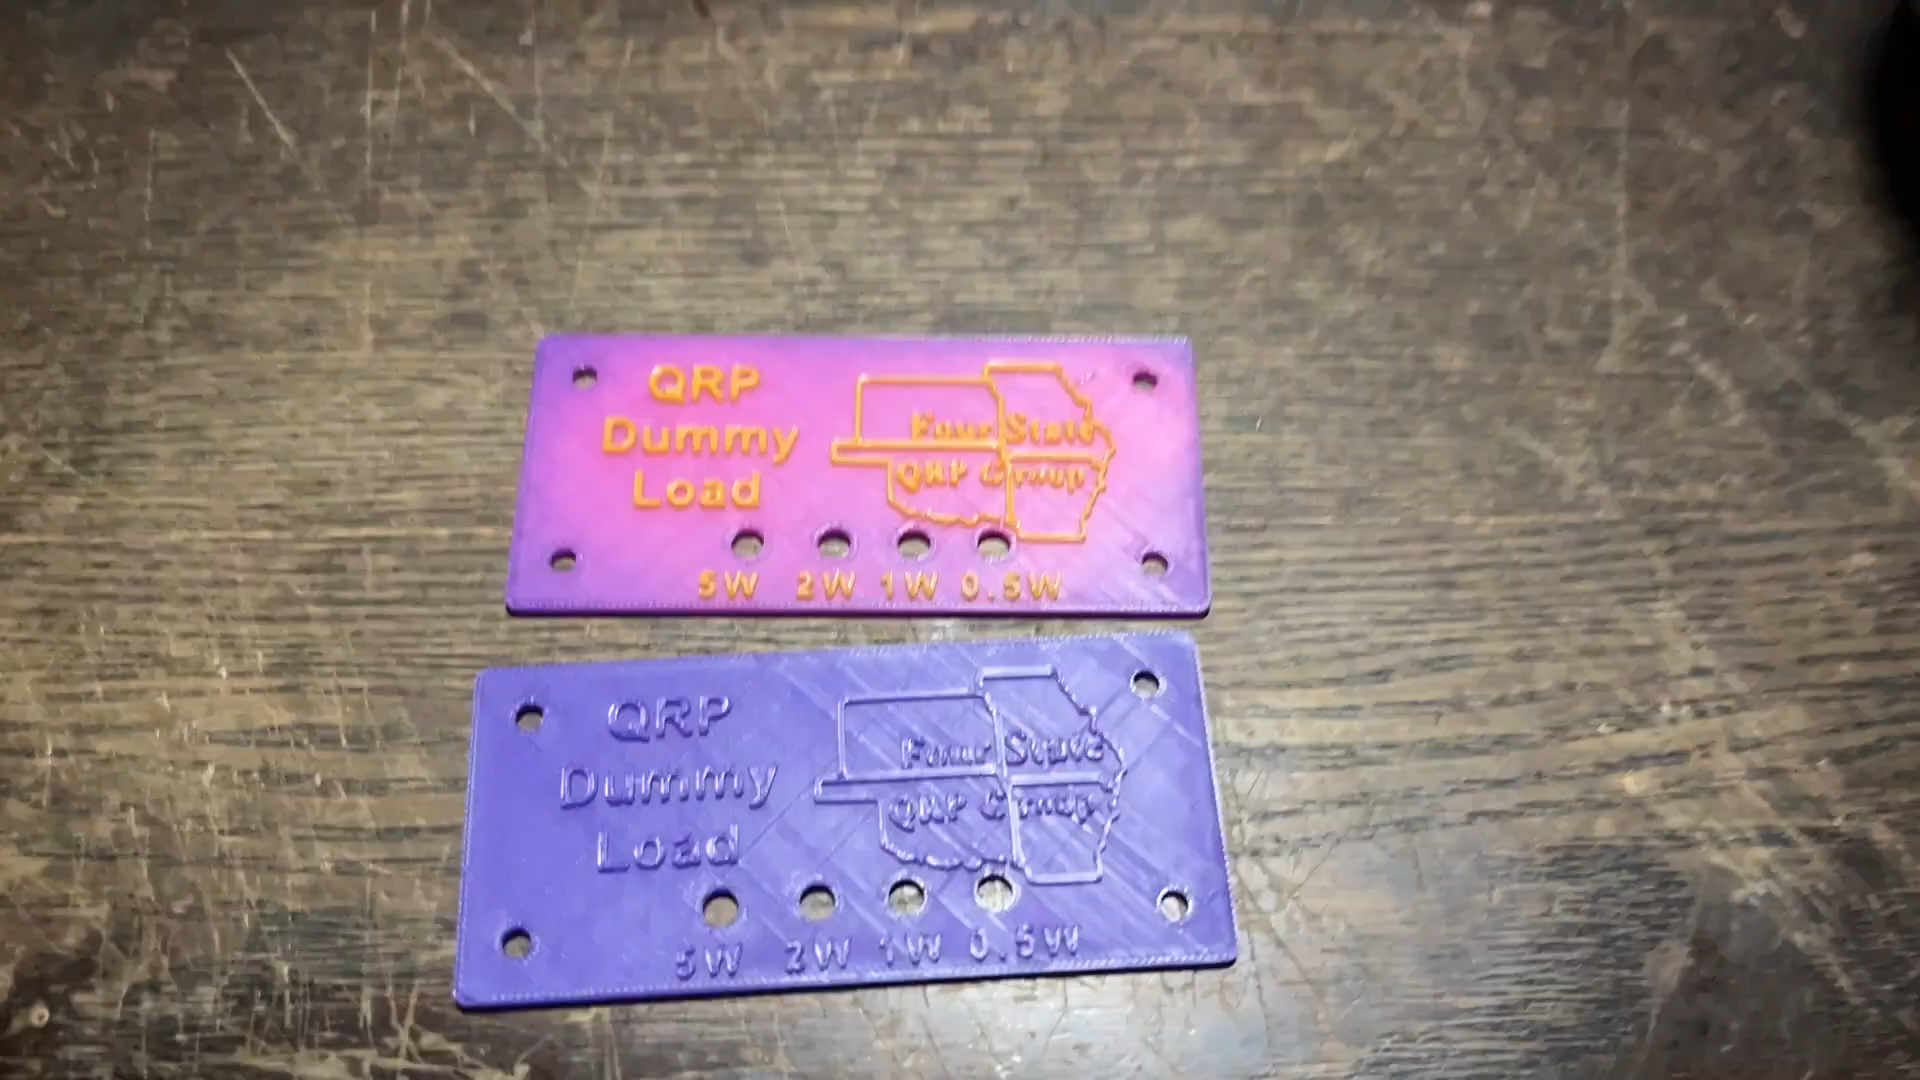 QRP
Dummy
Load
Four State
QRP Group
5W 2W 1W 0.5W
QRP
Dummy
Load
Four State
QRP Group
5W 2W 1W 0.5W